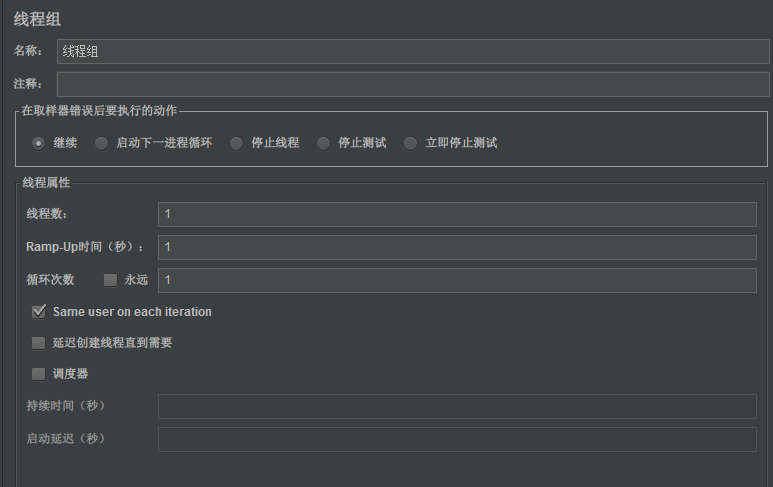 线程组
名称： 线程组
注释：
在取样器错误后要执行的动作
继续 启动下一进程循环 停止线程 停止测试 立即停止测试
线程属性
线程数： 1
Ramp-Up时间（秒）： 1
循环次数 永远 1
Same user on each iteration
延迟创建线程直到需要
调度器
持续时间（秒）
启动延迟（秒）